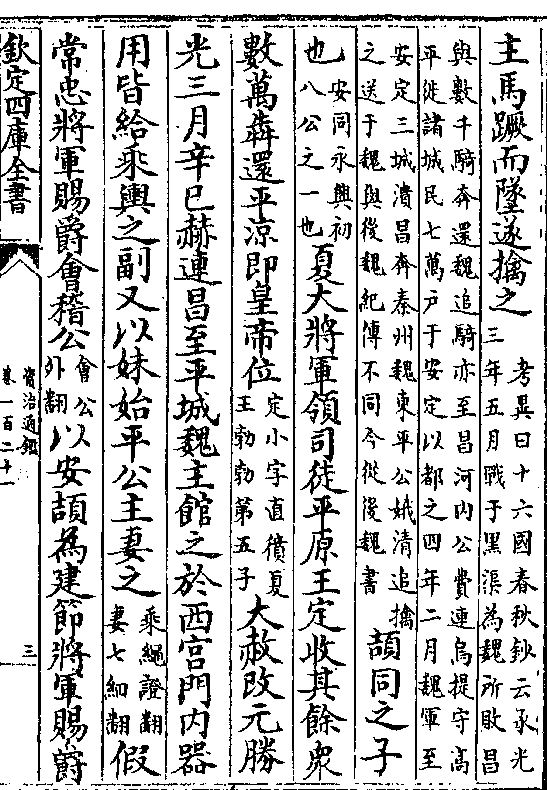 主馬蹶而墜遂擒之考異曰十六國春秋鈔云承光
三年五月戰于黑渠為魏所敗昌
與數千騎奔還魏追騎亦至昌河内公費連烏提守高
平徙諸城民七萬戸于安定以都之四年二月魏軍至
安定三城潰昌奔秦州魏東平公娥清追擒
之送于魏與後魏紀傳不同今從後魏書
頡同之子
也安同永興初
八公之一也
夏大將軍領司徒平原王定收其餘衆
數萬犇還平涼即皇帝位定小字直獖夏
王勃勃第五子
大赦改元勝
光三月辛巳赫連昌至平城魏主館之於西宫門内器
用皆給乘輿之副又以妹始平公主妻之乘繩證翻
妻七細翻
假
常忠將軍賜爵會稽公會公
外翻
以安頡為建節將軍賜爵
欽定四庫全書
資治通鑑
卷一百二十一
三